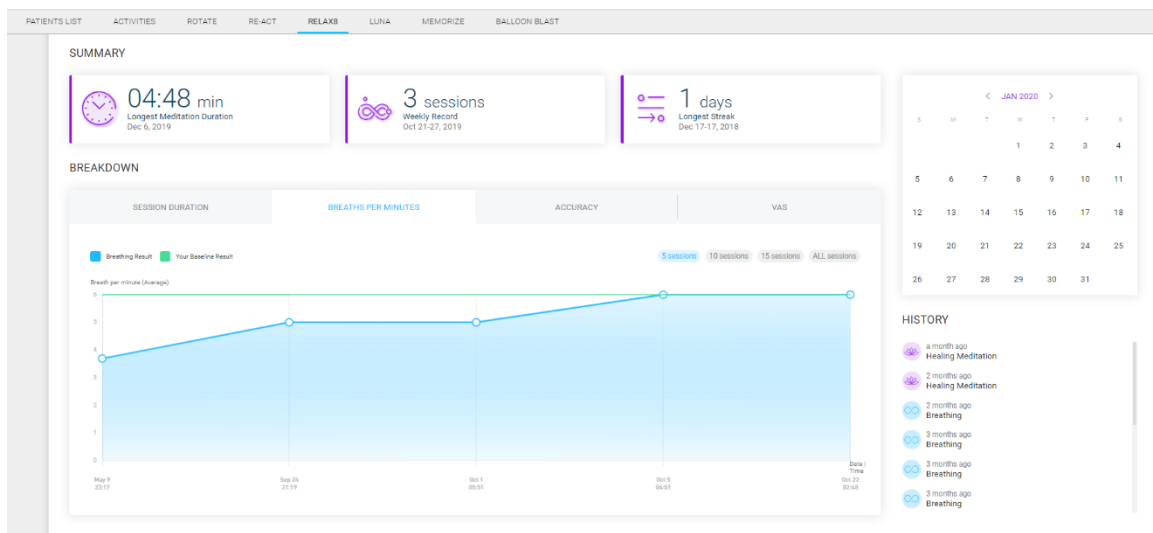 PATIENTS LIST ACTIVITIES ROTATE RE-ACT RELAX8 LUNA MEMORIZE BALLOON BLAST
SUMMARY
04:48 min
Longest Meditation Duration
Dec 6, 2019
3 sessions
Weekly Record
Oct 21-27, 2019
1 days
Longest Streak
Dec 17-17, 2018
BREAKDOWN
SESSION DURATION BREATHS PER MINUTES ACCURACY VAS
Breathing Result Your Baseline Result
5 sessions 10 sessions 15 sessions ALL sessions
Breath per minute (Average)
6
5
4
3
2
1
0
Date |
Time
May 9 Sep 24 Oct 1 Oct 5 Oct 22
23:17 21:19 05:51 04:51 02:48
< JAN 2020 >
S M T W T F S
1 2 3 4
5 6 7 8 9 10 11
12 13 14 15 16 17 18
19 20 21 22 23 24 25
26 27 28 29 30 31
HISTORY
a month ago
Healing Meditation
2 months ago
Healing Meditation
2 months ago
Breathing
3 months ago
Breathing
3 months ago
Breathing
3 months ago
Breathing